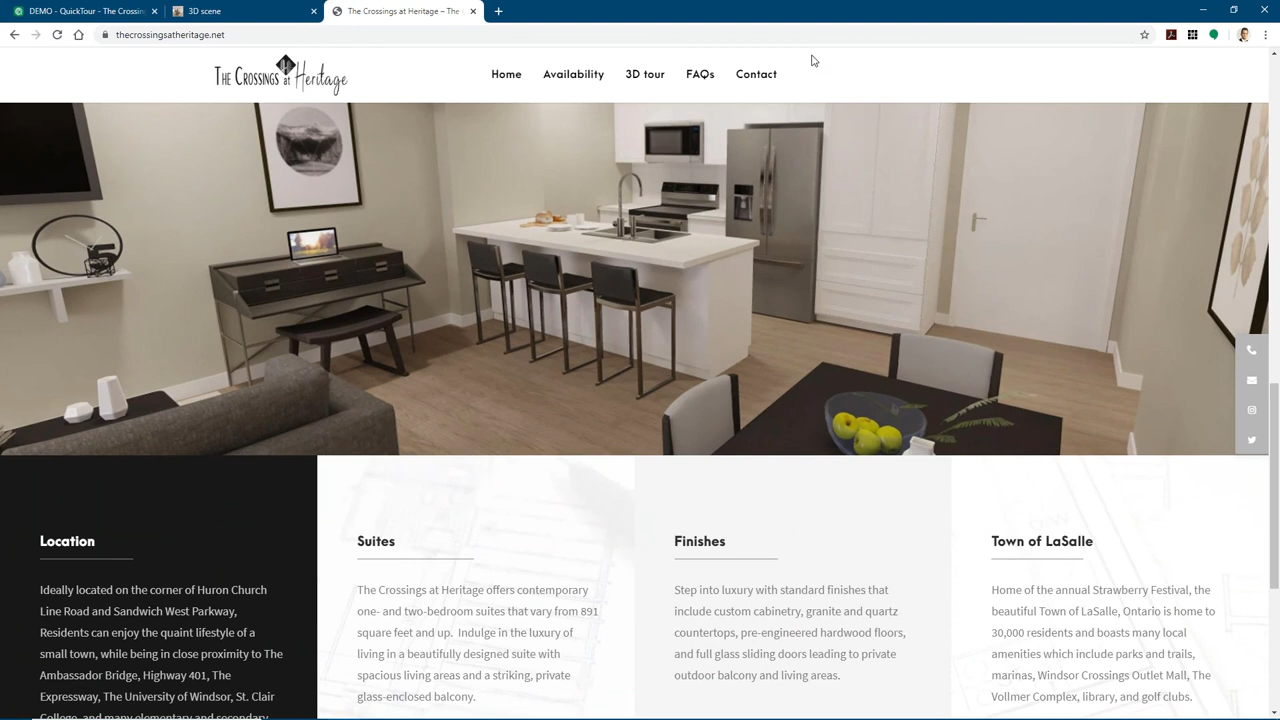 DEMO - QuickTour - The Crossin
3D scene
The Crossings at Heritage – The
thecrossingsatheritage.net
THE CROSSINGS at Heritage
Home Availability 3D tour FAQs Contact
Location
Ideally located on the corner of Huron Church
Line Road and Sandwich West Parkway,
Residents can enjoy the quaint lifestyle of a
small town, while being in close proximity to The
Ambassador Bridge, Highway 401, The
Expressway, The University of Windsor, St. Clair
College, and many elementary and secondary
Suites
The Crossings at Heritage offers contemporary
one- and two-bedroom suites that vary from 891
square feet and up. Indulge in the luxury of
living in a beautifully designed suite with
spacious living areas and a striking, private
glass-enclosed balcony.
Finishes
Step into luxury with standard finishes that
include custom cabinetry, granite and quartz
countertops, pre-engineered hardwood floors,
and full glass sliding doors leading to private
outdoor balcony and living areas.
Town of LaSalle
Home of the annual Strawberry Festival, the
beautiful Town of LaSalle, Ontario is home to
30,000 residents and boasts many local
amenities which include parks and trails,
marinas, Windsor Crossings Outlet Mall, The
Vollmer Complex, library, and golf clubs.